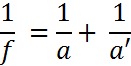 1/f = 1/a + 1/a'